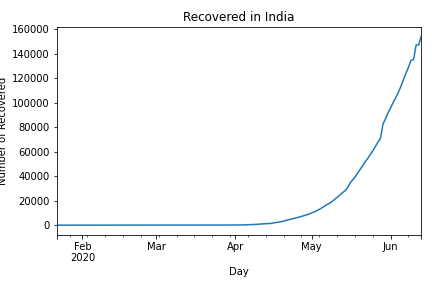 Recovered in India
160000
140000
120000
100000
80000
60000
40000
20000
0
Number of Recovered
Feb
2020
Mar
Apr
May
Jun
Day